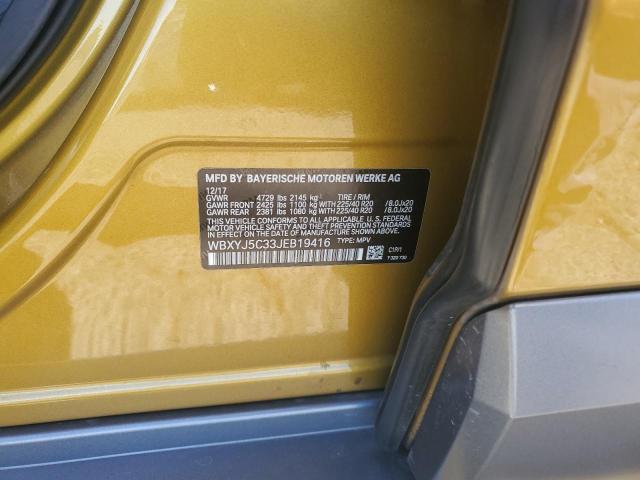 MFD BY BAYERISCHE MOTOREN WERKE AG
12/17
GVWR 4729 lbs 2145 kg TIRE / RIM
GAWR FRONT 2425 lbs 1100 kg WITH 225/40 R20 /8.0Jx20
GAWR REAR 2381 lbs 1080 kg WITH 225/40 R20 /8.0Jx20
THIS VEHICLE CONFORMS TO ALL APPLICABLE U. S. FEDERAL
MOTOR VEHICLE SAFETY, BUMPER, AND THEFT PREVENTION
STANDARDS IN EFFECT ON THE DATE OF MANUFACTURE SHOWN ABOVE.
WBXYJ5C33JEB19416 TYPE: MPV